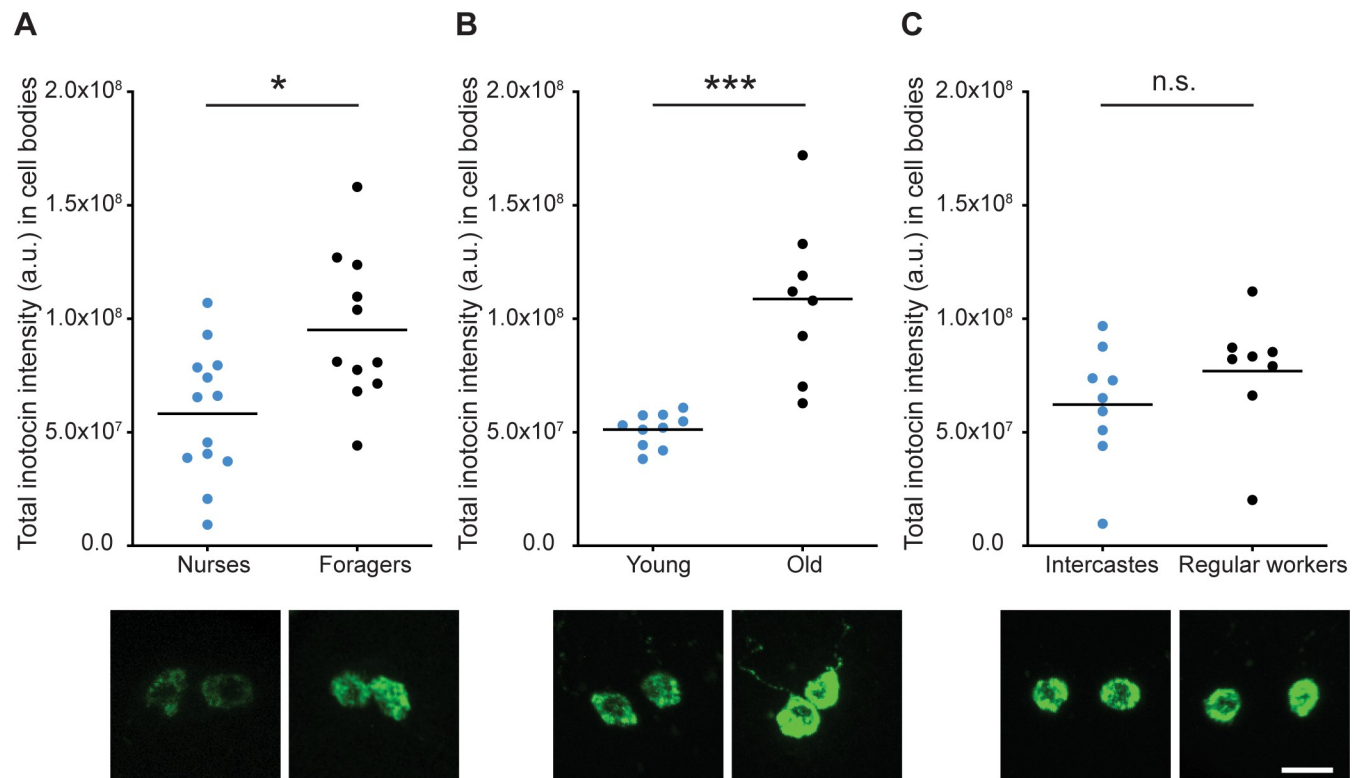 A
Total inotocin intensity (a.u.) in cell bodies
2.0x10⁸
1.5x10⁸
1.0x10⁸
5.0x10⁷
0.0
*
Nurses Foragers
B
Total inotocin intensity (a.u.) in cell bodies
2.0x10⁸
1.5x10⁸
1.0x10⁸
5.0x10⁷
0.0
***
Young Old
C
Total inotocin intensity (a.u.) in cell bodies
2.0x10⁸
1.5x10⁸
1.0x10⁸
5.0x10⁷
0.0
n.s.
Intercastes Regular workers